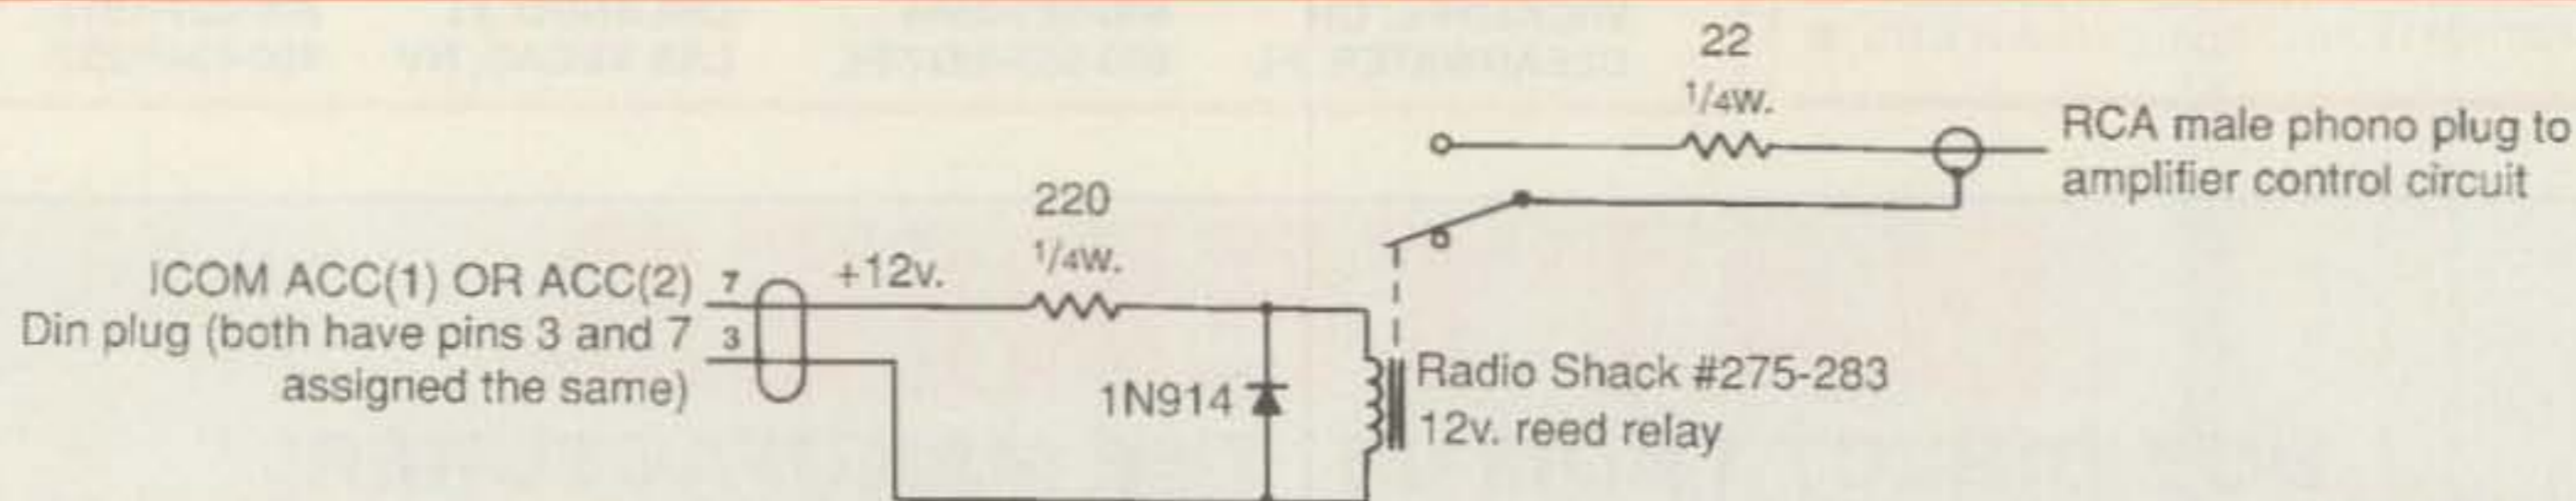 22
1/4W.
RCA male phono plug to
amplifier control circuit
220
1/4W.
ICOM ACC(1) OR ACC(2) 7 +12v.
Din plug (both have pins 3 and 7 3
assigned the same)
1N914
Radio Shack #275-283
12v. reed relay